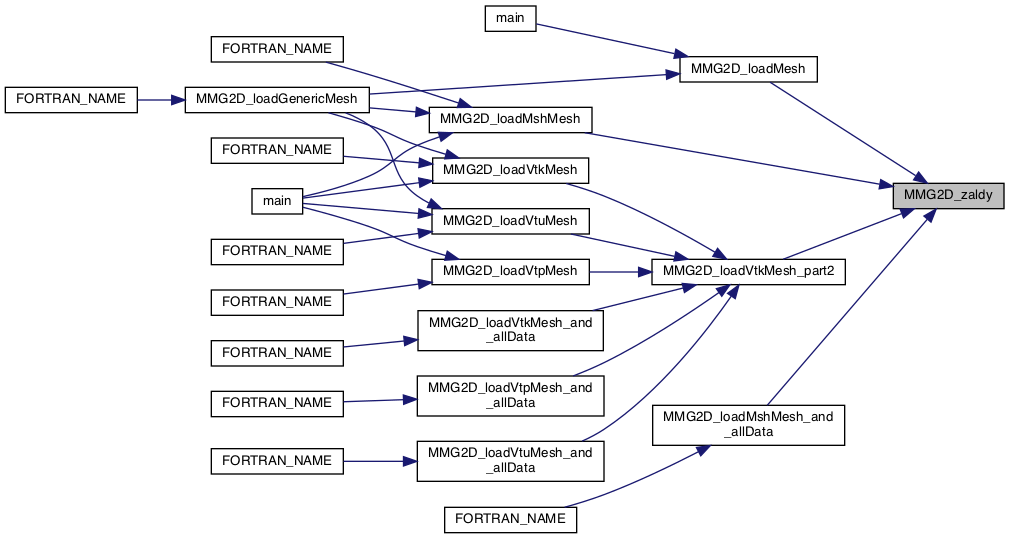 main
FORTRAN_NAME
MMG2D_loadMesh
FORTRAN_NAME
MMG2D_loadGenericMesh
MMG2D_loadMshMesh
FORTRAN_NAME
MMG2D_loadVtkMesh
main
MMG2D_zaldy
MMG2D_loadVtuMesh
FORTRAN_NAME
MMG2D_loadVtpMesh
MMG2D_loadVtkMesh_part2
FORTRAN_NAME
MMG2D_loadVtkMesh_and
_allData
FORTRAN_NAME
MMG2D_loadVtpMesh_and
_allData
FORTRAN_NAME
MMG2D_loadMshMesh_and
_allData
MMG2D_loadVtuMesh_and
_allData
FORTRAN_NAME
FORTRAN_NAME